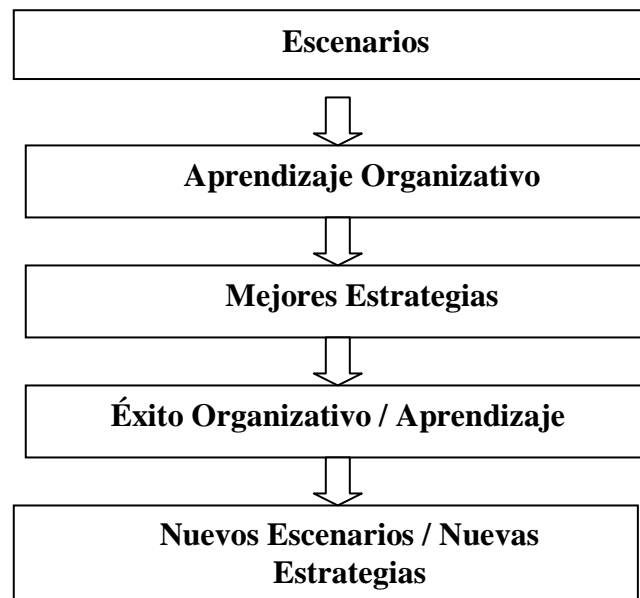 Escenarios
Aprendizaje Organizativo
Mejores Estrategias
Éxito Organizativo / Aprendizaje
Nuevos Escenarios / Nuevas
Estrategias